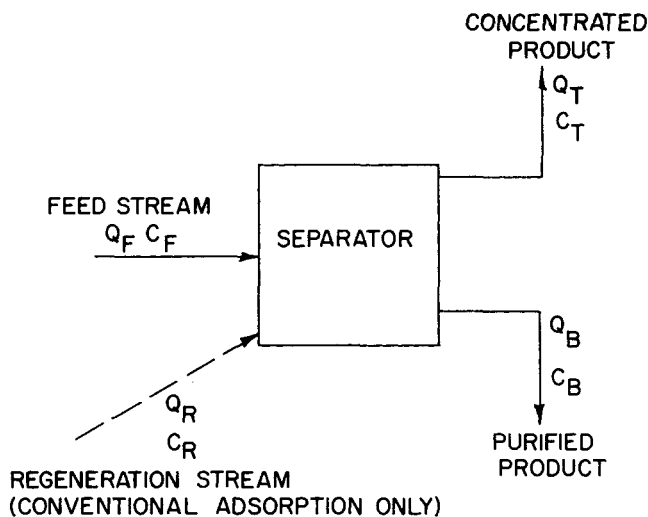 CONCENTRATED
PRODUCT
Q_T
C_T
FEED STREAM
Q_F C_F
SEPARATOR
Q_B
C_B
Q_R
C_R
PURIFIED
PRODUCT
REGENERATION STREAM
(CONVENTIONAL ADSORPTION ONLY)